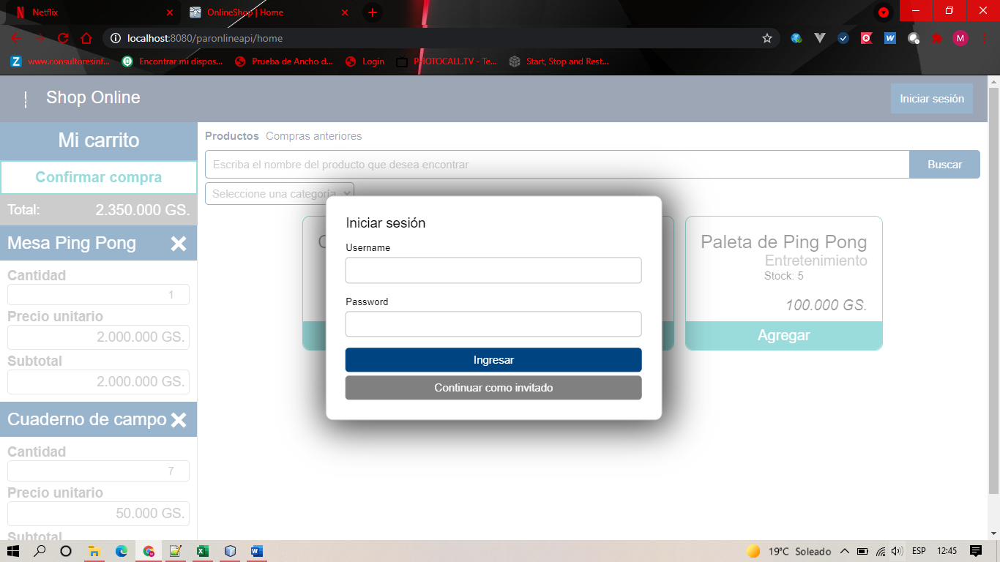 Netflix
OnlineShop | Home
localhost:8080/paronlineapi/home
www.consultoresinf...
Encontrar mi dispos...
Prueba de Ancho d...
Login
PHOTOCALL.TV - Te...
Start, Stop and Rest...
Shop Online
Iniciar sesión
Mi carrito
Confirmar compra
Total: 2.350.000 GS.
Mesa Ping Pong
Cantidad
1
Precio unitario
2.000.000 GS.
Subtotal
2.000.000 GS.
Cuaderno de campo
Cantidad
7
Precio unitario
50.000 GS.
Subtotal
Productos Compras anteriores
Escriba el nombre del producto que desea encontrar
Buscar
Seleccione una categoria
Iniciar sesión
Username
Password
Ingresar
Continuar como invitado
Paleta de Ping Pong
Entretenimiento
Stock: 5
100.000 GS.
Agregar
19°C Soleado
ESP
12:45